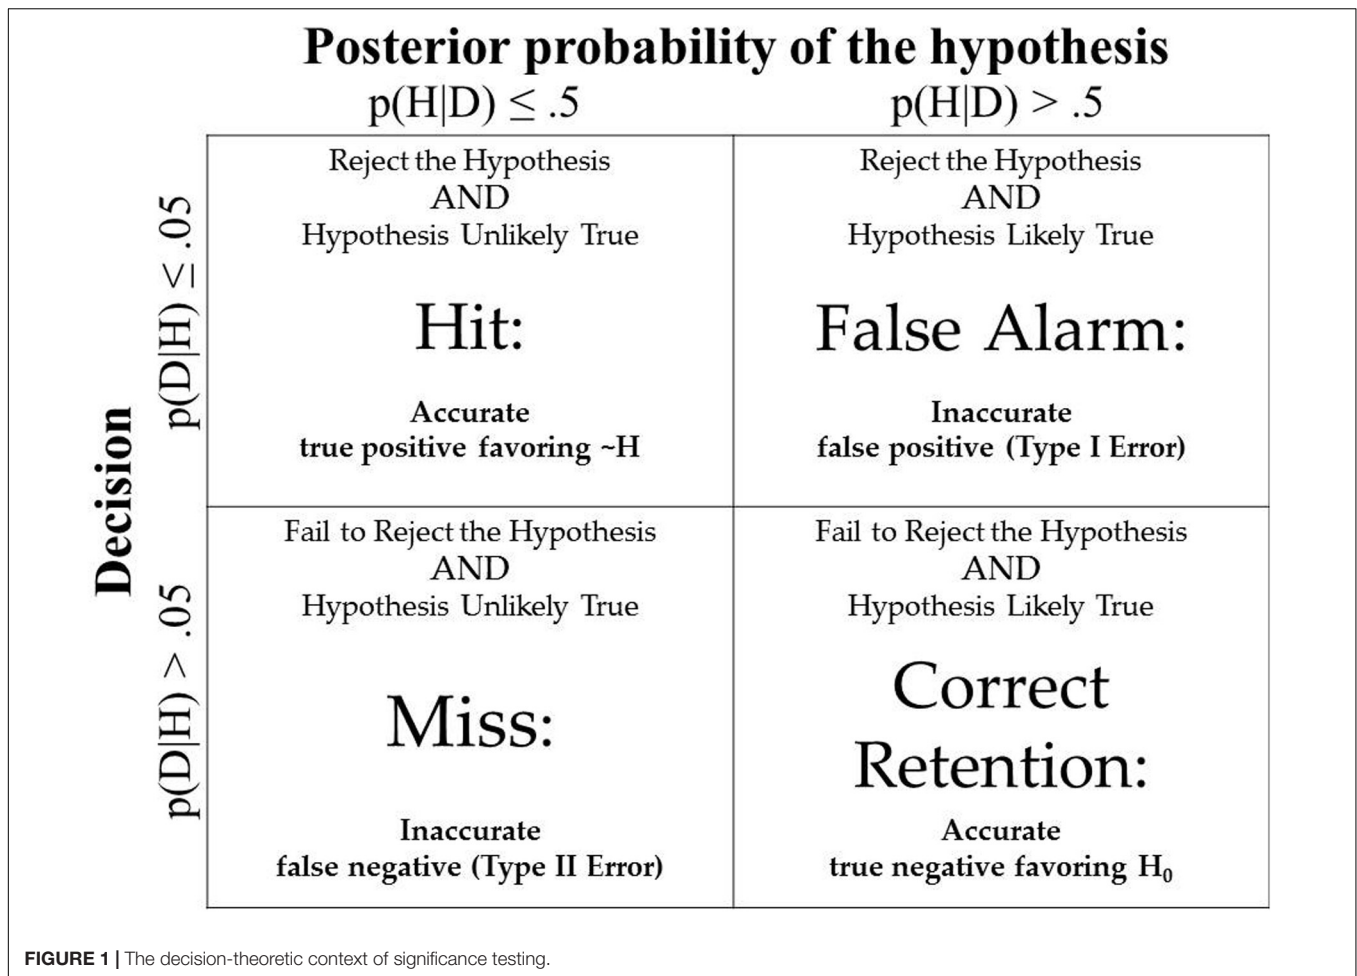 Posterior probability of the hypothesis
p(H|D) ≤ .5
p(H|D) > .5
Decision
p(D|H) ≤ .05
Reject the Hypothesis
AND
Hypothesis Unlikely True
Hit:
Accurate
true positive favoring ~H
Reject the Hypothesis
AND
Hypothesis Likely True
False Alarm:
Inaccurate
false positive (Type I Error)
p(D|H) > .05
Fail to Reject the Hypothesis
AND
Hypothesis Unlikely True
Miss:
Inaccurate
false negative (Type II Error)
Fail to Reject the Hypothesis
AND
Hypothesis Likely True
Correct
Retention:
Accurate
true negative favoring H₀
FIGURE 1 | The decision-theoretic context of significance testing.